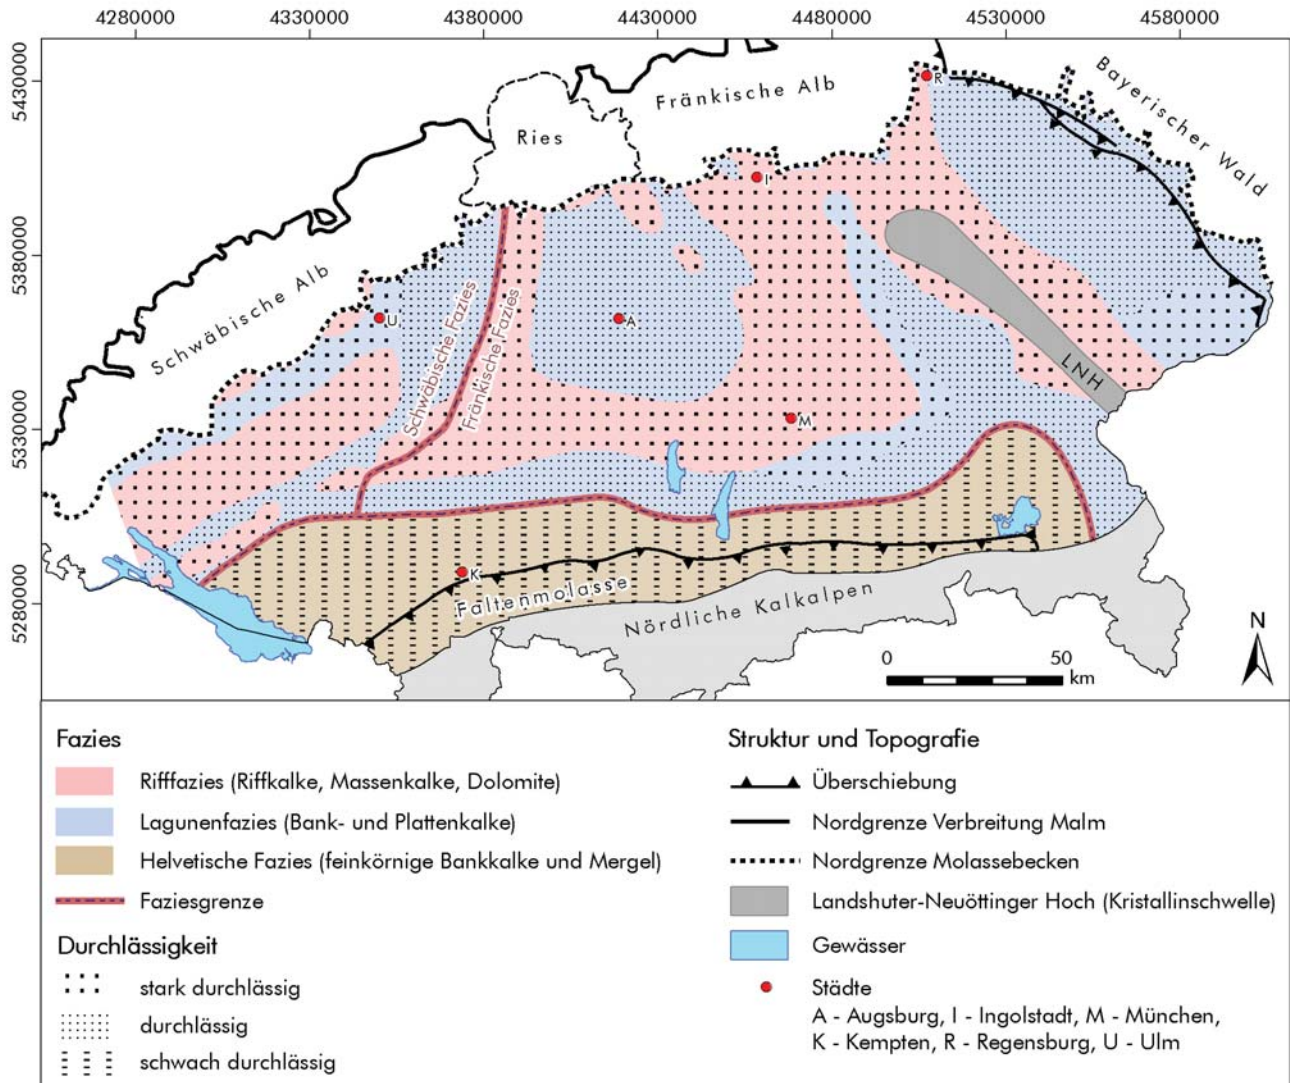 4280000 4330000 4380000 4430000 4480000 4530000 4580000
5430000
5380000
5330000
5280000
Bayerischer Wald
Fränkische Alb
Ries
Schwäbische Alb
R
I
U
A
M
K
Schwäbische Fazies
Fränkische Fazies
LNH
Faltenmolasse
Nördliche Kalkalpen
N
0 50
km
Fazies
Rifffazies (Riffkalke, Massenkalke, Dolomite)
Lagunenfazies (Bank- und Plattenkalke)
Helvetische Fazies (feinkörnige Bankkalke und Mergel)
Faziesgrenze
Durchlässigkeit
stark durchlässig
durchlässig
schwach durchlässig
Struktur und Topografie
Überschiebung
Nordgrenze Verbreitung Malm
Nordgrenze Molassebecken
Landshuter-Neuöttinger Hoch (Kristallinschwelle)
Gewässer
Städte
A - Augsburg, I - Ingolstadt, M - München,
K - Kempten, R - Regensburg, U - Ulm